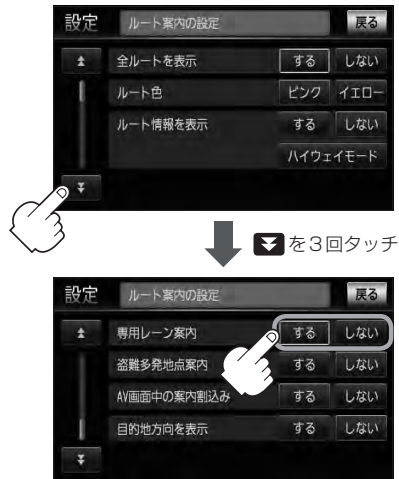 設定 ルート案内の設定 戻る
全ルートを表示 する しない
ルート色 ピンク イエロー
ルート情報を表示 する しない
ハイウェイモード
を3回タッチ
設定 ルート案内の設定 戻る
専用レーン案内 する しない
盗難多発地点案内 する しない
AV画面中の案内割込み する しない
目的地方向を表示 する しない